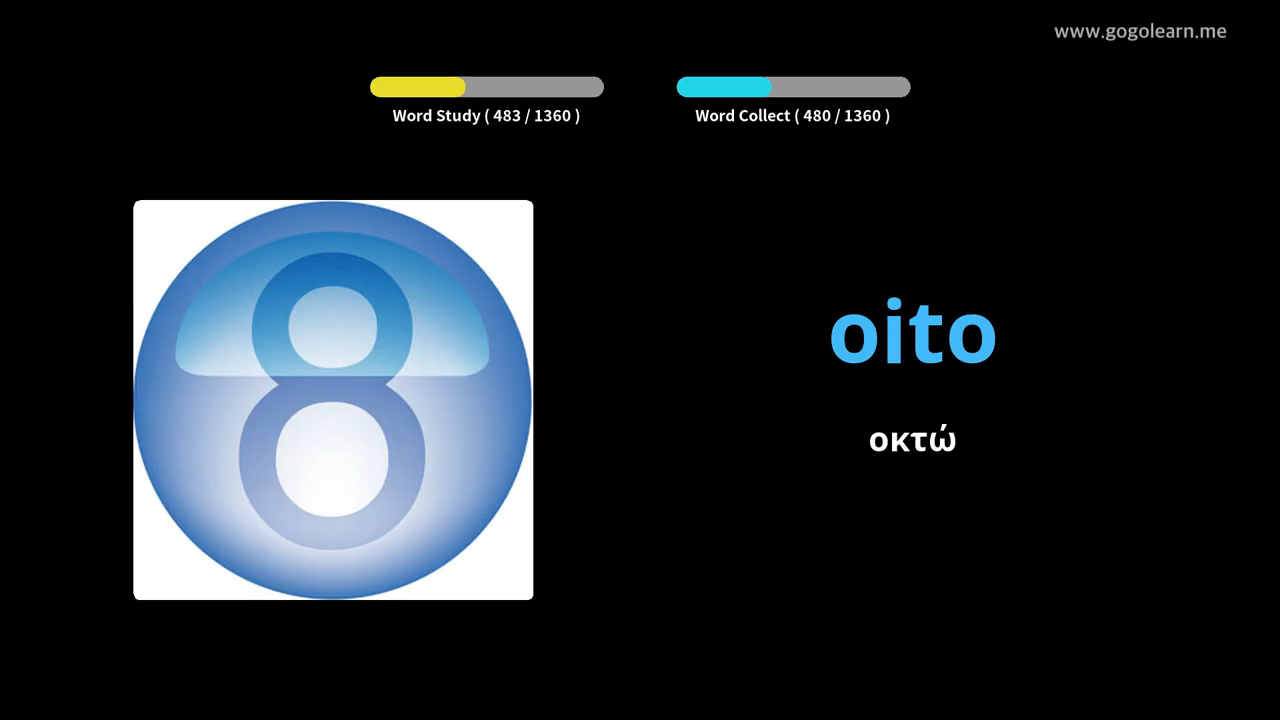 www.gogolearn.me
Word Study ( 483 / 1360 )
Word Collect ( 480 / 1360 )
8
oito
οκτώ